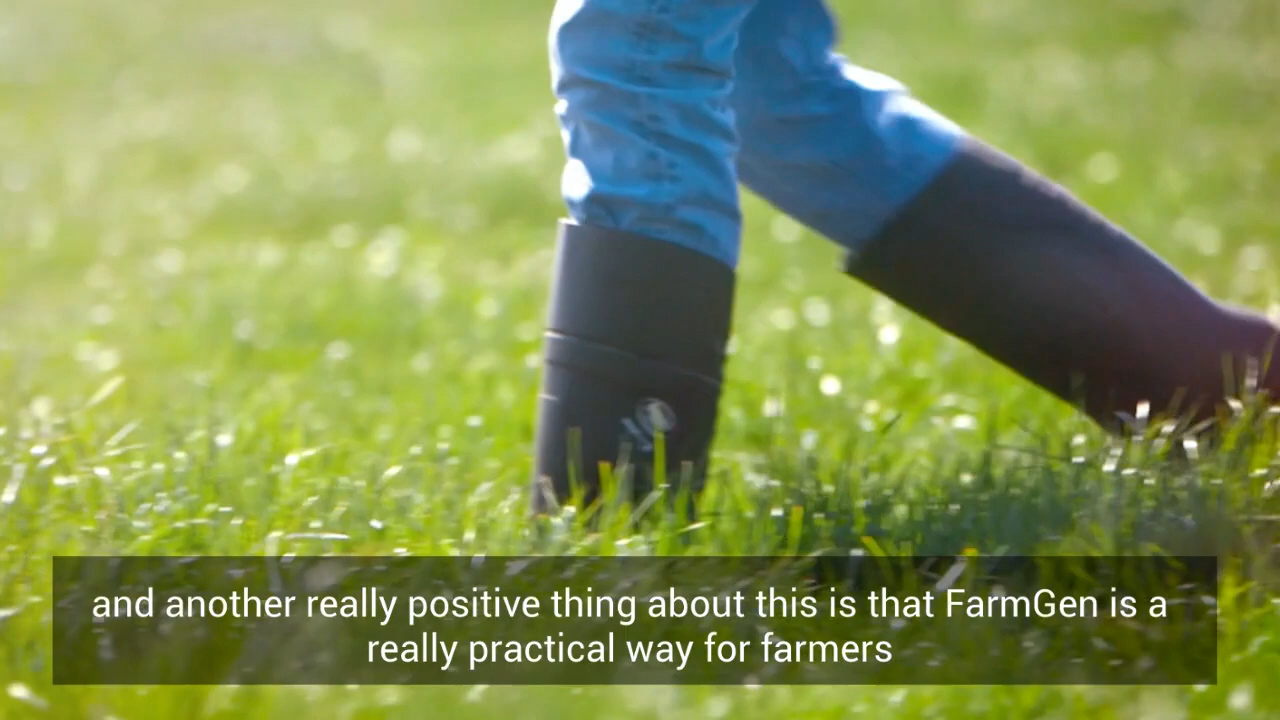 and another really positive thing about this is that FarmGen is a
really practical way for farmers